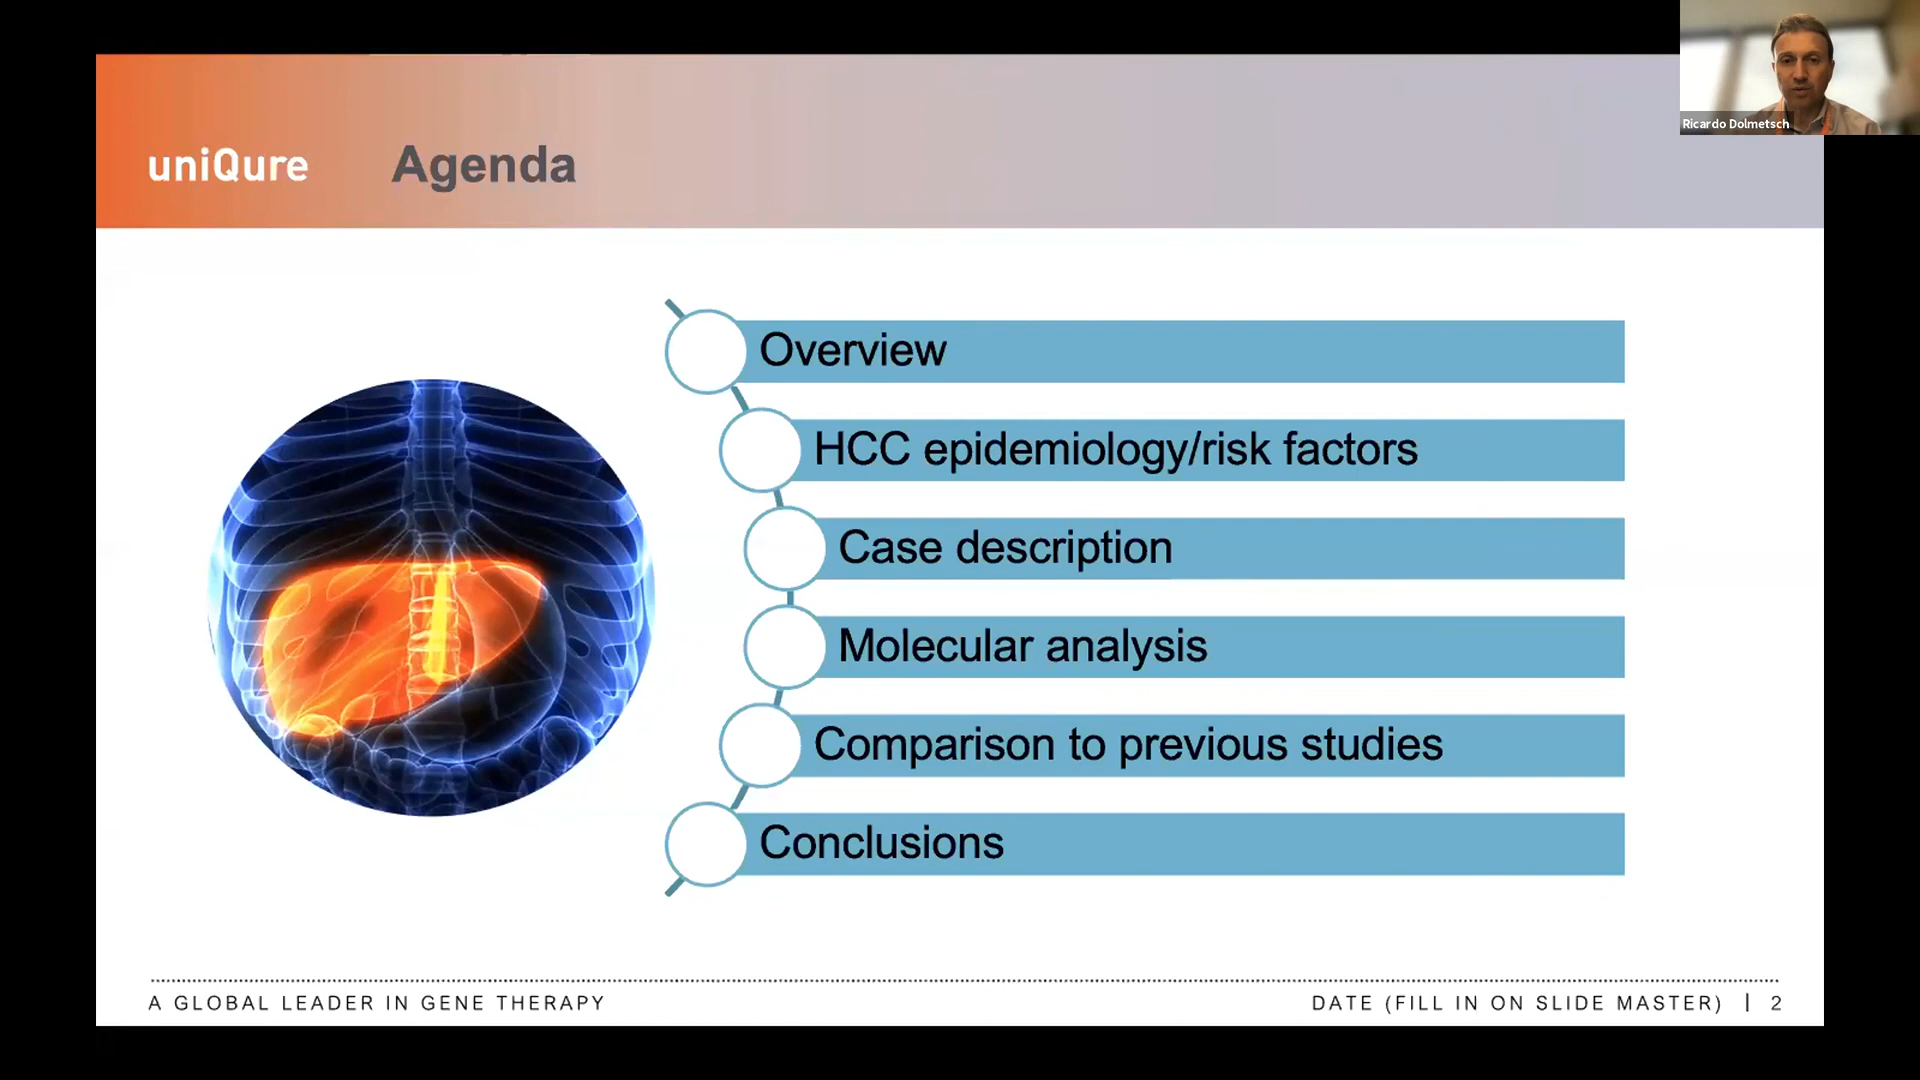 Ricardo Dolmetsch
uniQure
Agenda
Overview
HCC epidemiology/risk factors
Case description
Molecular analysis
Comparison to previous studies
Conclusions
A GLOBAL LEADER IN GENE THERAPY
DATE (FILL IN ON SLIDE MASTER) | 2